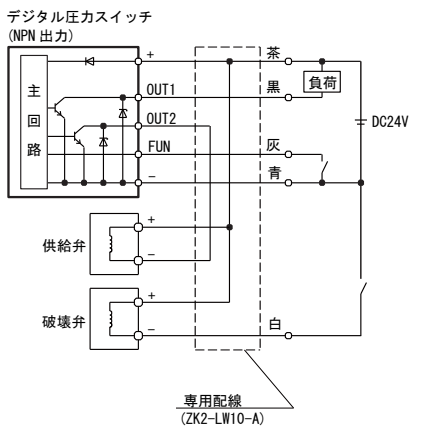 デジタル圧力スイッチ
(NPN 出力)
主回路
+
OUT1
OUT2
FUN
−
茶
黒
灰
青
負荷
DC24V
供給弁
+
−
破壊弁
+
−
白
専用配線
(ZK2-LW10-A)